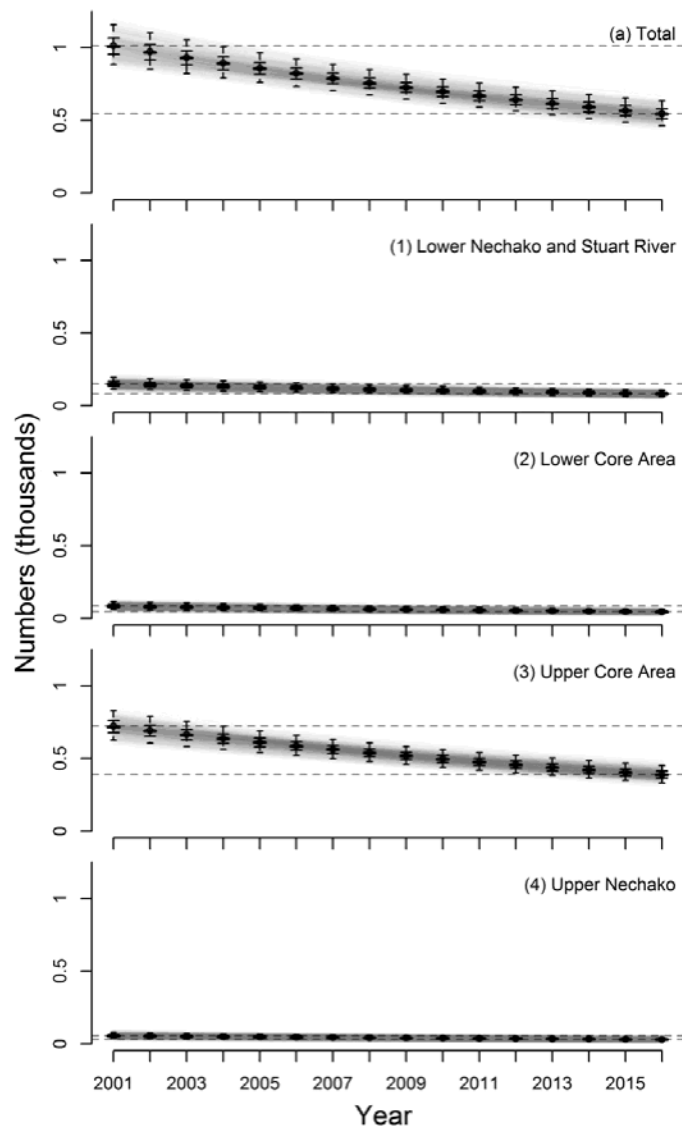 (a) Total
1
0.5
0
(1) Lower Nechako and Stuart River
1
0.5
0
(2) Lower Core Area
1
0.5
0
(3) Upper Core Area
1
0.5
0
(4) Upper Nechako
1
0.5
0
Numbers (thousands)
2001 2003 2005 2007 2009 2011 2013 2015
Year